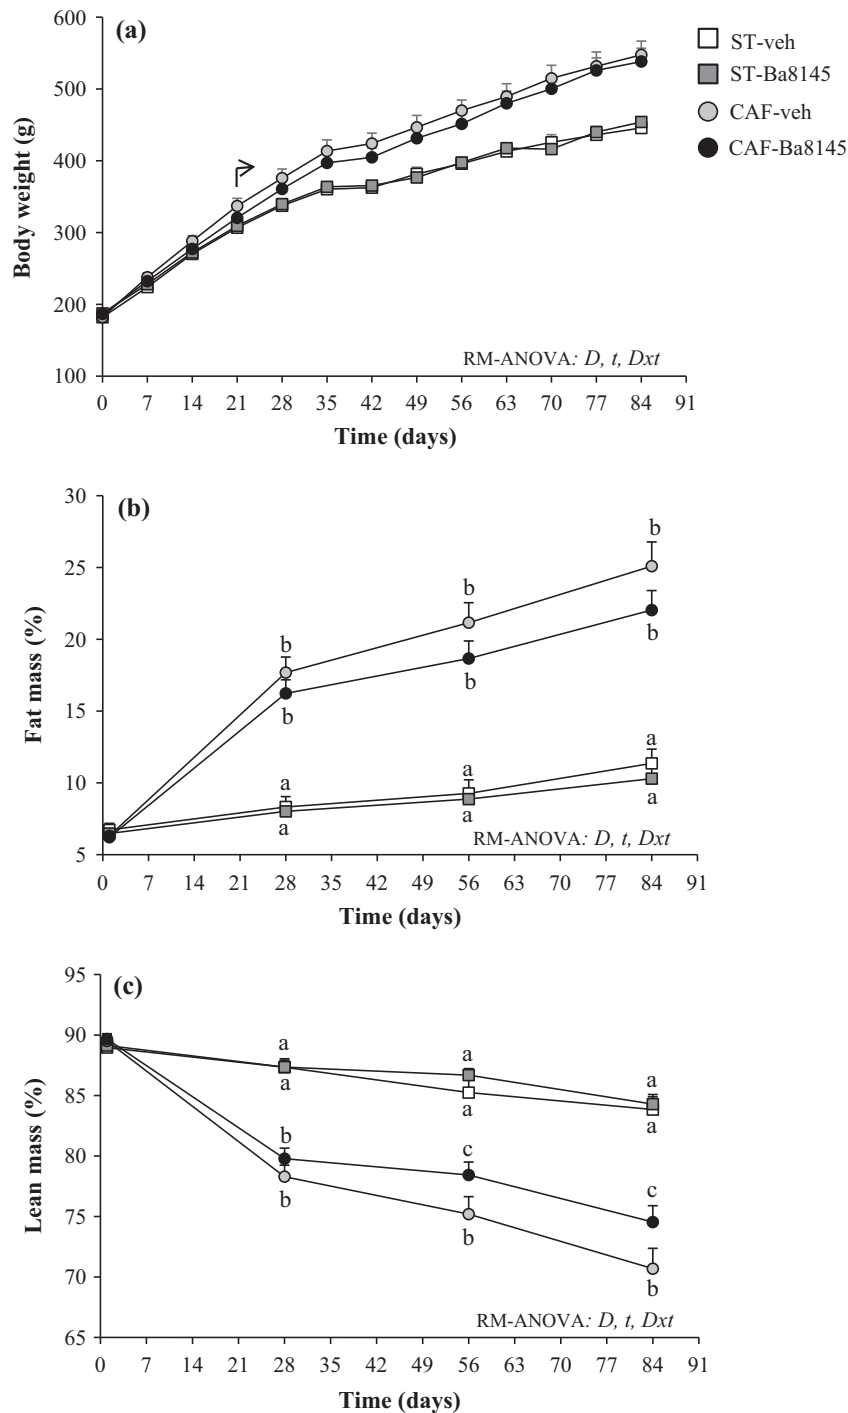 (a)
ST-veh
ST-Ba8145
CAF-veh
CAF-Ba8145
600
500
400
300
200
100
Body weight (g)
RM-ANOVA: D, t, Dxt
0 7 14 21 28 35 42 49 56 63 70 77 84 91
Time (days)
(b)
30
25
20
15
10
5
Fat mass (%)
b b b
b b b
a a a
a a a
RM-ANOVA: D, t, Dxt
0 7 14 21 28 35 42 49 56 63 70 77 84 91
Time (days)
(c)
95
90
85
80
75
70
65
Lean mass (%)
a a a
a a a
b c c
b b b
RM-ANOVA: D, t, Dxt
0 7 14 21 28 35 42 49 56 63 70 77 84 91
Time (days)